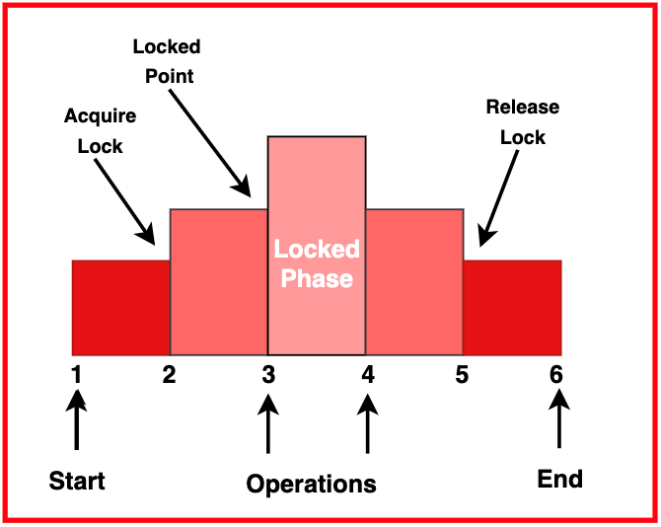 Locked
Point
Acquire
Lock
Release
Lock
Locked
Phase
1 2 3 4 5 6
Start
Operations
End